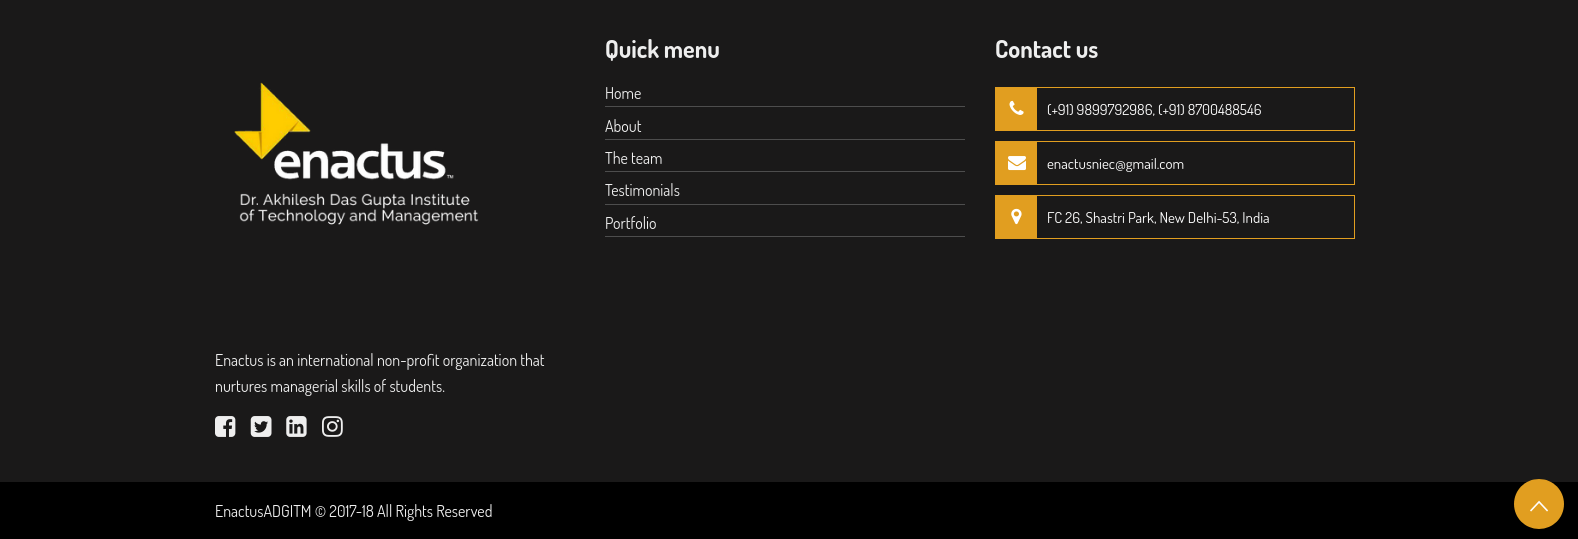 enactus™
Dr. Akhilesh Das Gupta Institute
of Technology and Management
Enactus is an international non-profit organization that
nurtures managerial skills of students.
Quick menu
Home
About
The team
Testimonials
Portfolio
Contact us
(+91) 9899792986, (+91) 8700488546
enactusniec@gmail.com
FC 26, Shastri Park, New Delhi-53, India
EnactusADGITM © 2017-18 All Rights Reserved